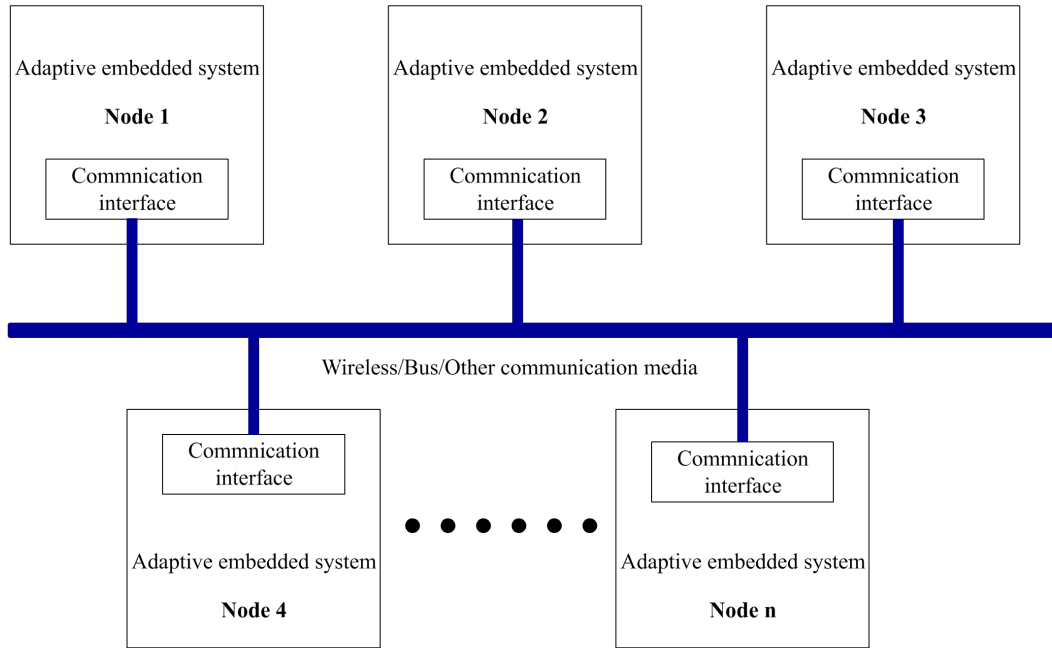 Adaptive embedded system
Node 1
Commnication
interface
Adaptive embedded system
Node 2
Commnication
interface
Adaptive embedded system
Node 3
Commnication
interface
Wireless/Bus/Other communication media
Commnication
interface
Adaptive embedded system
Node 4
Commnication
interface
Adaptive embedded system
Node n